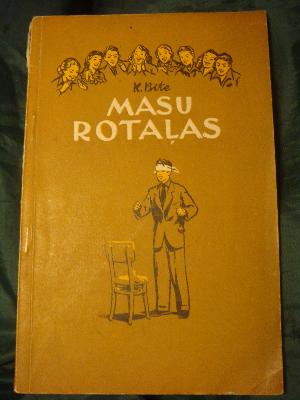 K. Bite
MASU
ROTAĻAS